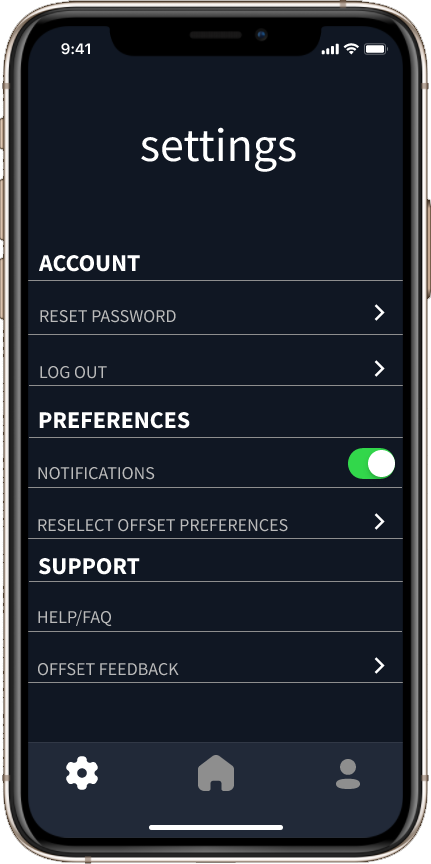 9:41
settings
ACCOUNT
RESET PASSWORD
LOG OUT
PREFERENCES
NOTIFICATIONS
RESELECT OFFSET PREFERENCES
SUPPORT
HELP/FAQ
OFFSET FEEDBACK